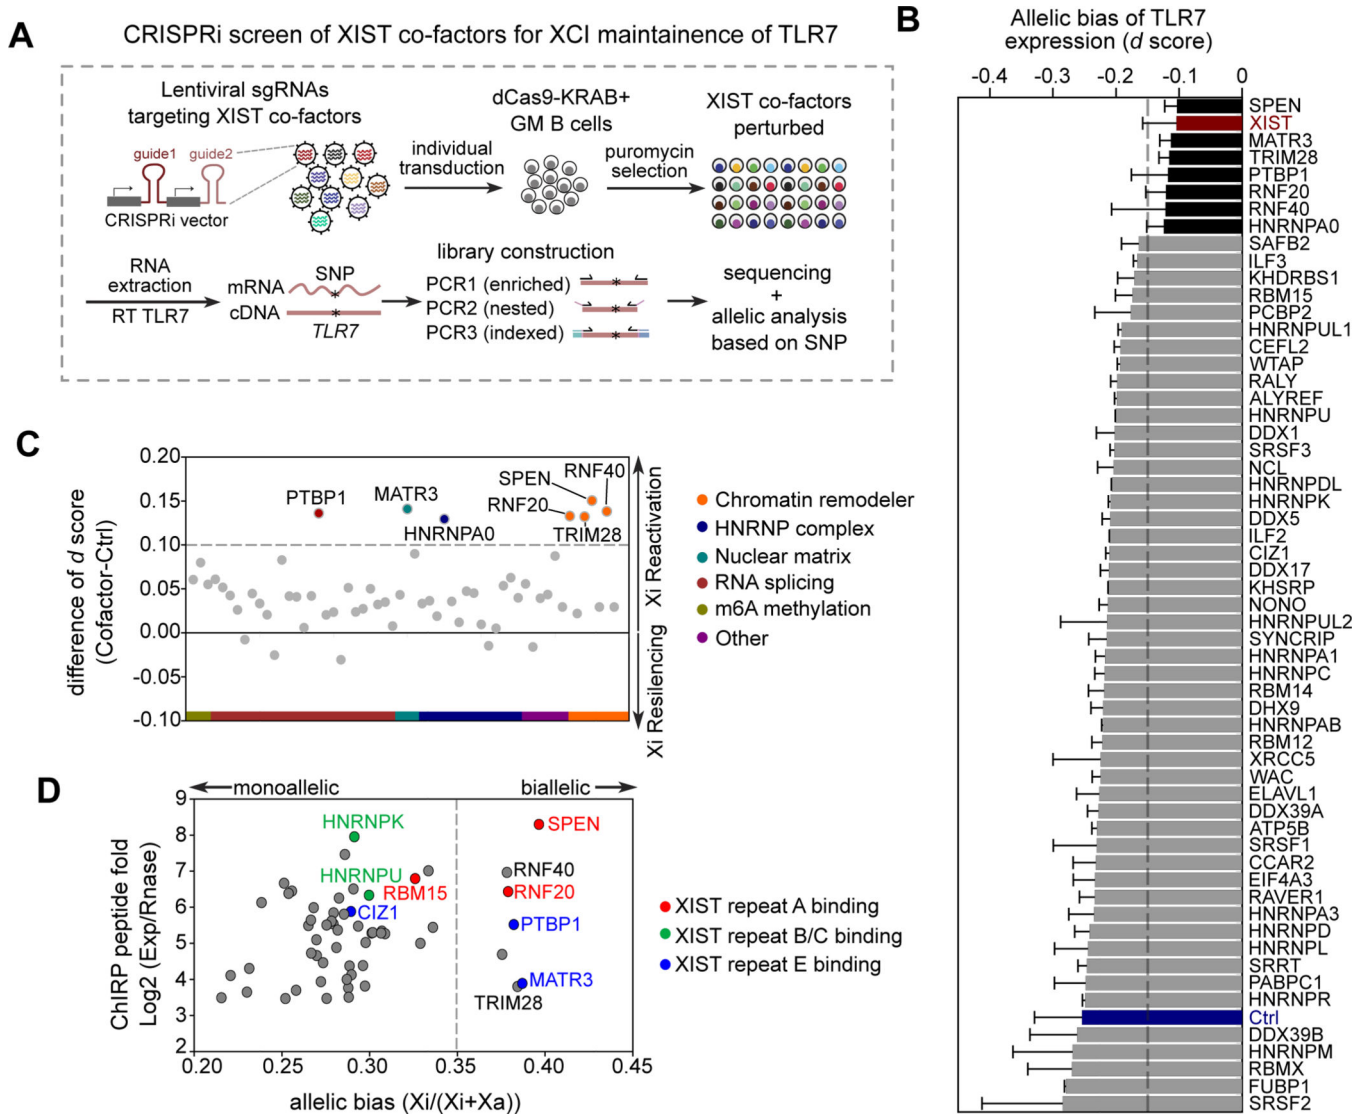 A
CRISPRi screen of XIST co-factors for XCI maintainence of TLR7
Lentiviral sgRNAs
targeting XIST co-factors
guide1 guide2
CRISPRi vector
individual
transduction
dCas9-KRAB+
GM B cells
puromycin
selection
XIST co-factors
perturbed
RNA
extraction
RT TLR7
mRNA
cDNA
SNP
*
*
TLR7
library construction
PCR1 (enriched)
*
PCR2 (nested)
*
PCR3 (indexed)
*
sequencing
+
allelic analysis
based on SNP
B
Allelic bias of TLR7
expression (d score)
-0.4 -0.3 -0.2 -0.1 0
SPEN
XIST
MATR3
TRIM28
PTBP1
RNF20
RNF40
HNRNPA0
SAFB2
ILF3
KHDRBS1
RBM15
PCBP2
HNRNPUL1
CEFL2
WTAP
RALY
ALYREF
HNRNPU
DDX1
SRSF3
NCL
HNRNPDL
HNRNPK
DDX5
ILF2
CIZ1
DDX17
KHSRP
NONO
HNRNPUL2
SYNCRIP
HNRNPA1
HNRNPC
RBM14
DHX9
HNRNPAB
RBM12
XRCC5
WAC
ELAVL1
DDX39A
ATP5B
SRSF1
CCAR2
EIF4A3
RAVER1
HNRNPA3
HNRNPD
HNRNPL
SRRT
PABPC1
HNRNPR
Ctrl
DDX39B
HNRNPM
RBMX
FUBP1
SRSF2
C
difference of d score
(Cofactor-Ctrl)
0.20
0.15
0.10
0.05
0.00
-0.05
-0.10
PTBP1
MATR3
HNRNPA0
SPEN
RNF40
RNF20
TRIM28
Xi Reactivation
Xi Resilencing
Chromatin remodeler
HNRNP complex
Nuclear matrix
RNA splicing
m6A methylation
Other
D
monoallelic
biallelic
ChIRP peptide fold
Log2 (Exp/Rnase)
9
8
7
6
5
4
3
2
HNRNPK
HNRNPU
RBM15
CIZ1
SPEN
RNF40
RNF20
PTBP1
MATR3
TRIM28
0.20 0.25 0.30 0.35 0.40 0.45
allelic bias (Xi/(Xi+Xa))
XIST repeat A binding
XIST repeat B/C binding
XIST repeat E binding